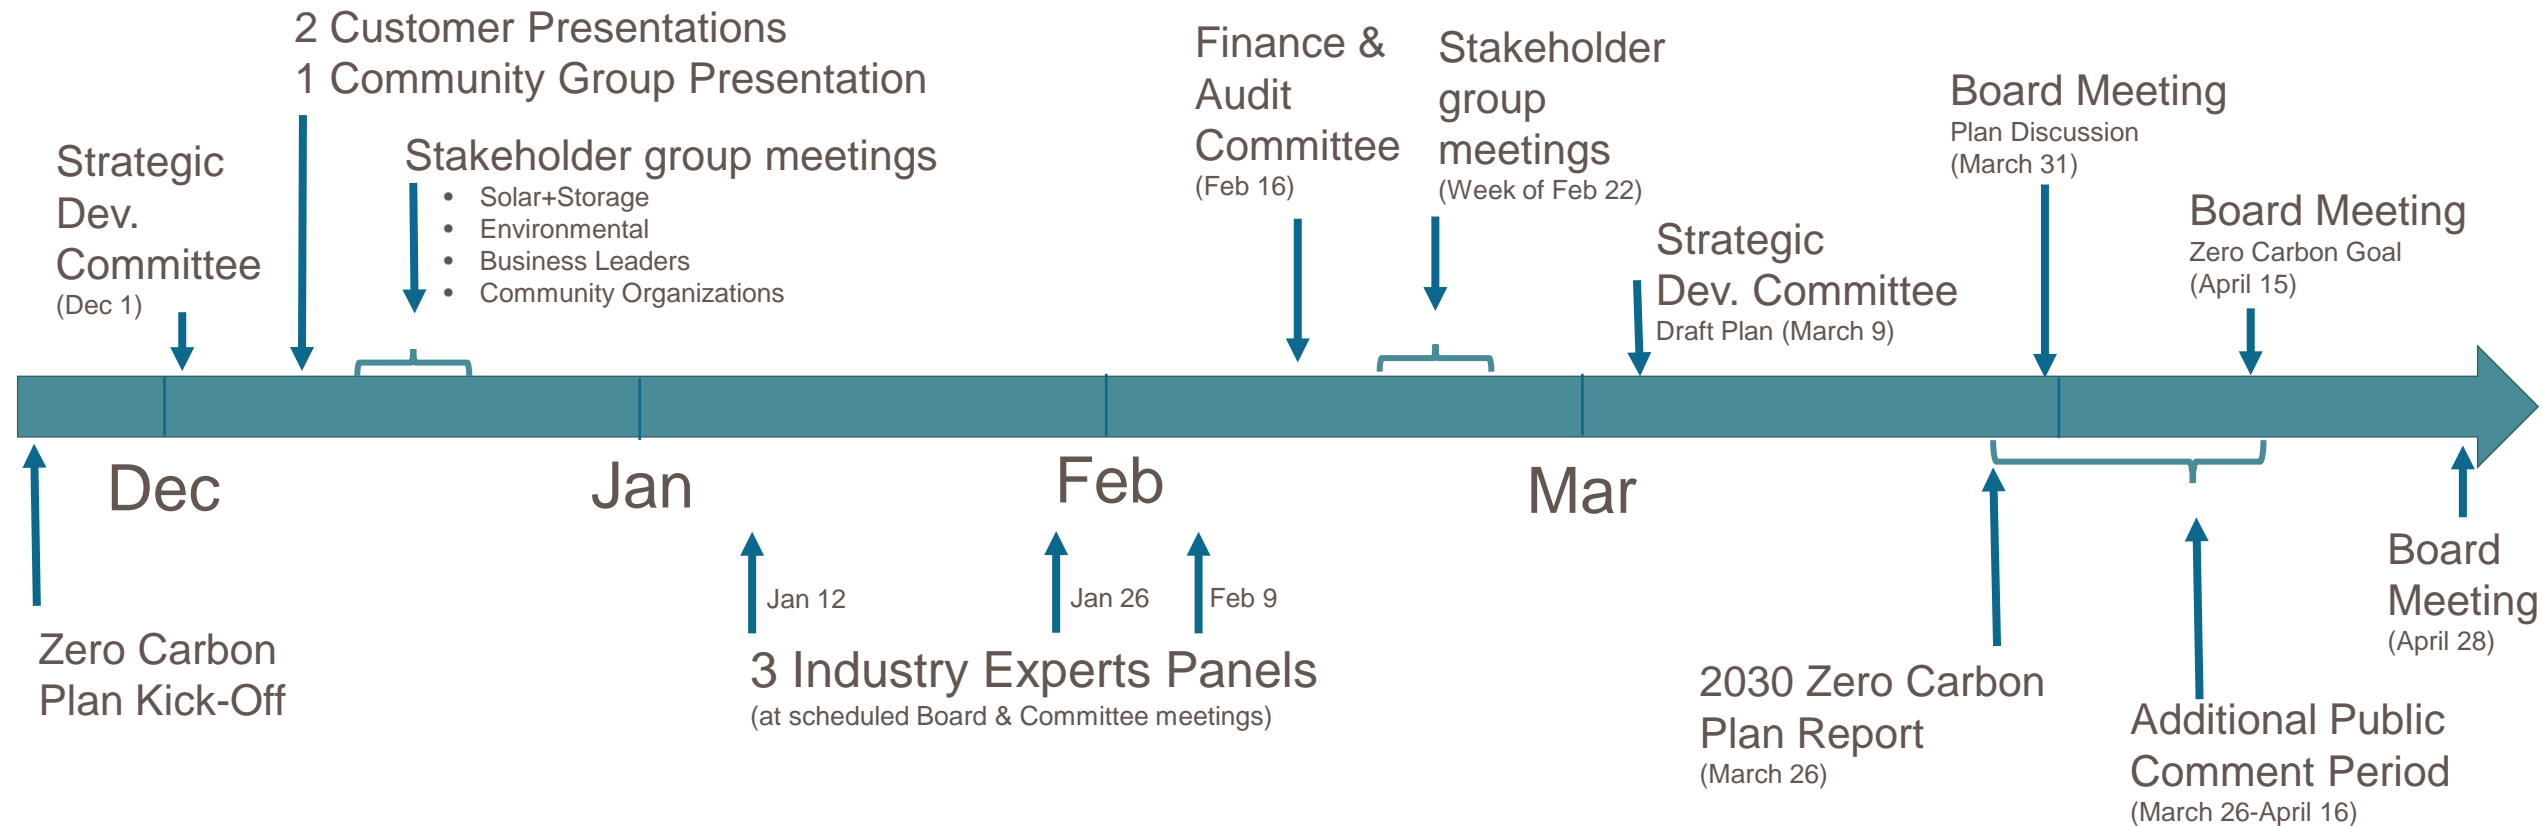 2 Customer Presentations
1 Community Group Presentation
Strategic
Dev.
Committee
(Dec 1)
Stakeholder group meetings
• Solar+Storage
• Environmental
• Business Leaders
• Community Organizations
Finance &
Audit
Committee
(Feb 16)
Stakeholder
group
meetings
(Week of Feb 22)
Strategic
Dev. Committee
Draft Plan (March 9)
Board Meeting
Plan Discussion
(March 31)
Board Meeting
Zero Carbon Goal
(April 15)
Dec
Jan
Feb
Mar
Zero Carbon
Plan Kick-Off
Jan 12
Jan 26
Feb 9
3 Industry Experts Panels
(at scheduled Board & Committee meetings)
2030 Zero Carbon
Plan Report
(March 26)
Additional Public
Comment Period
(March 26-April 16)
Board
Meeting
(April 28)